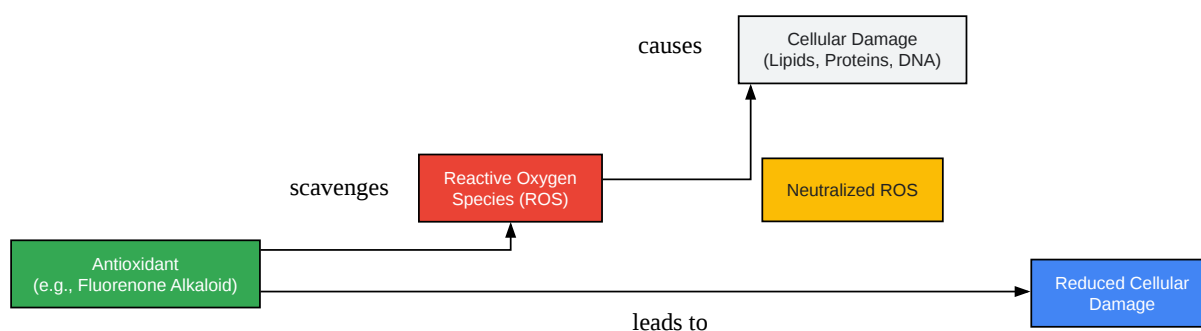 causes
Cellular Damage
(Lipids, Proteins, DNA)
scavenges
Reactive Oxygen
Species (ROS)
Neutralized ROS
Antioxidant
(e.g., Fluorenone Alkaloid)
Reduced Cellular
Damage
leads to